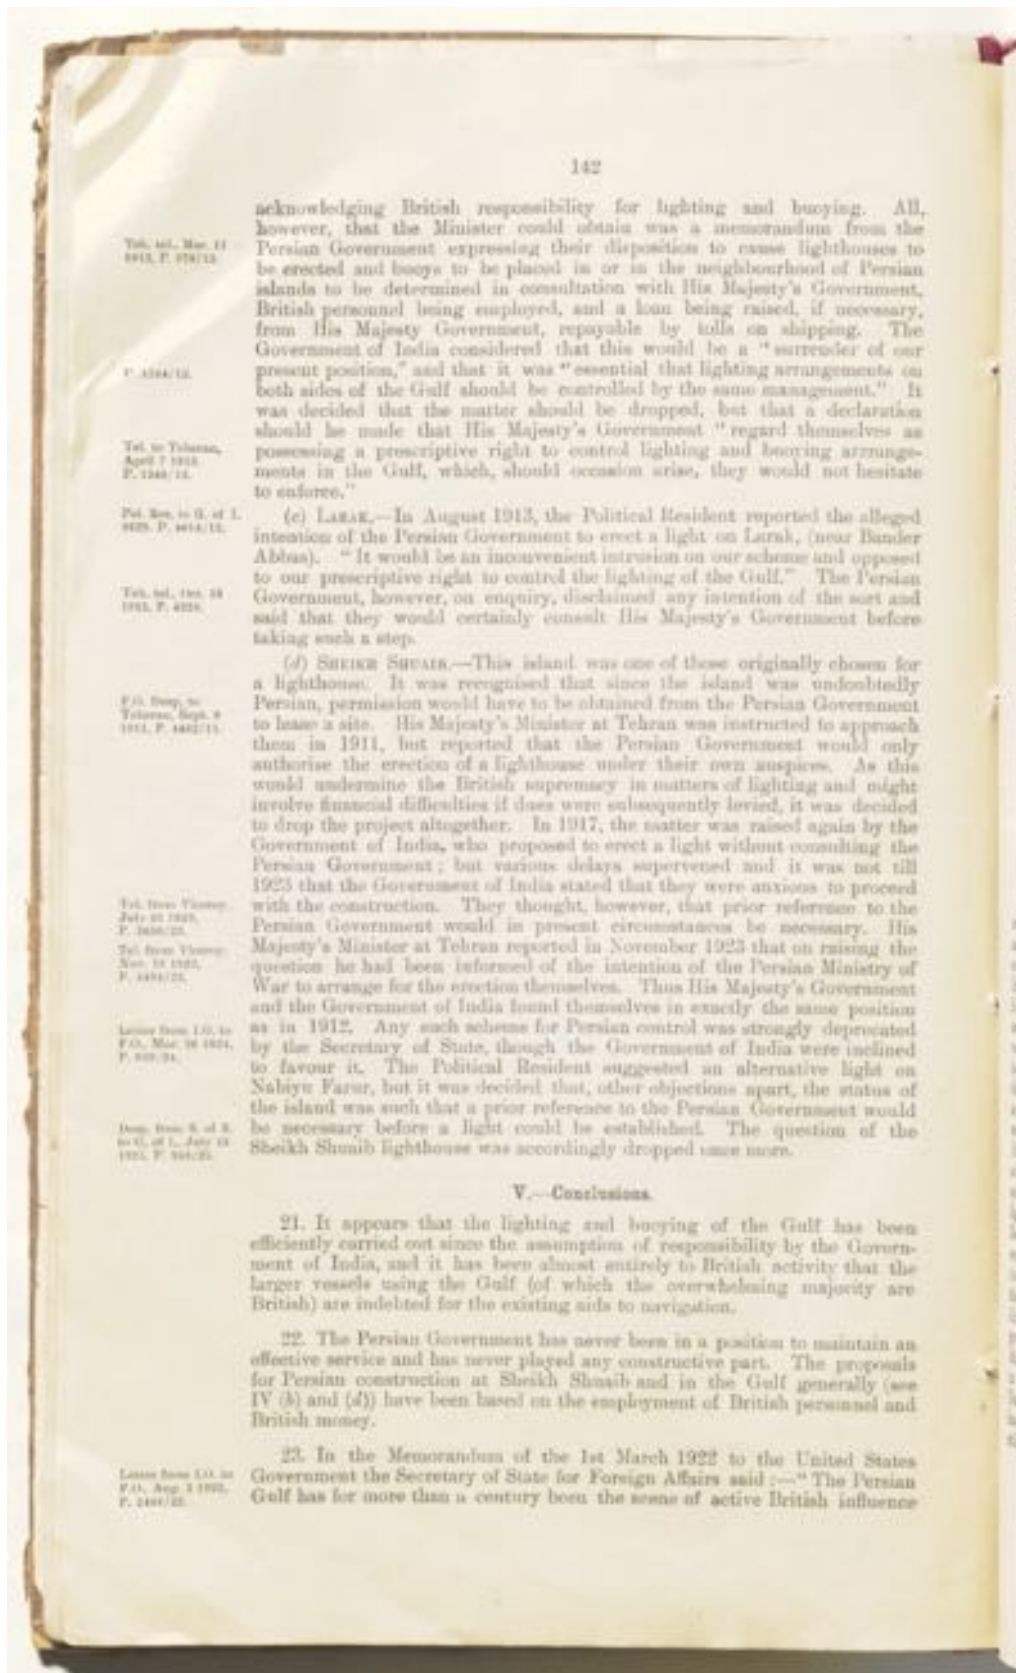 142
acknowledging British responsibility for lighting and buoying. All,
however, that the Minister could obtain was a memorandum from the
Persian Government expressing their disposition to cause lighthouses to
be erected and buoys to be placed in or in the neighbourhood of Persian
islands to be determined in consultation with His Majesty's Government,
British personnel being employed, and a loan being raised, if necessary,
from His Majesty Government, repayable by tolls on shipping. The
Government of India considered that this would be a "surrender of our
present position," and that it was "essential that lighting arrangements on
both sides of the Gulf should be controlled by the same management." It
was decided that the matter should be dropped, but that a declaration
should be made that His Majesty's Government "regard themselves as
possessing a prescriptive right to control lighting and buoying arrange-
ments in the Gulf, which, should occasion arise, they would not hesitate
to enforce."
Tel. to Teheran,
(c) LARAK.—In August 1913, the Political Resident reported the alleged
intention of the Persian Government to erect a light on Larak, (near Bander
Abbas). "It would be an inconvenient intrusion on our scheme and opposed
to our prescriptive right to control the lighting of the Gulf." The Persian
Government, however, on enquiry, disclaimed any intention of the sort and
said that they would certainly consult His Majesty's Government before
taking such a step.
(d) SHEIKH SHUAIB.—This island was one of those originally chosen for
a lighthouse. It was recognised that since the island was undoubtedly
Persian, permission would have to be obtained from the Persian Government
to lease a site. His Majesty's Minister at Tehran was instructed to approach
them in 1911, but reported that the Persian Government would only
authorise the erection of a lighthouse under their own auspices. As this
would undermine the British supremacy in matters of lighting and might
involve financial difficulties if dues were subsequently levied, it was decided
to drop the project altogether. In 1917, the matter was raised again by the
Government of India, who proposed to erect a light without consulting the
Persian Government; but various delays supervened and it was not till
1923 that the Government of India stated that they were anxious to proceed
with the construction. They thought, however, that prior reference to the
Persian Government would in present circumstances be necessary. His
Majesty's Minister at Tehran reported in November 1923 that on raising the
question he had been informed of the intention of the Persian Ministry of
War to arrange for the erection themselves. Thus His Majesty's Government
and the Government of India found themselves in exactly the same position
as in 1912. Any such scheme for Persian control was strongly deprecated
by the Secretary of State, though the Government of India were inclined
to favour it. The Political Resident suggested an alternative light on
Nabiyu Farur, but it was decided that, other objections apart, the status of
the island was such that a prior reference to the Persian Government would
be necessary before a light could be established. The question of the
Sheikh Shuaib lighthouse was accordingly dropped once more.
Tel. from Viceroy,
Tel. from Viceroy,
Letter from I.O. to
V.—Conclusions.
21. It appears that the lighting and buoying of the Gulf has been
efficiently carried out since the assumption of responsibility by the Govern-
ment of India, and it has been almost entirely to British activity that the
larger vessels using the Gulf (of which the overwhelming majority are
British) are indebted for the existing aids to navigation.
22. The Persian Government has never been in a position to maintain an
effective service and has never played any constructive part. The proposals
for Persian construction at Sheikh Shuaib and in the Gulf generally (see
IV (b) and (d)) have been based on the employment of British personnel and
British money.
23. In the Memorandum of the 1st March 1922 to the United States
Government the Secretary of State for Foreign Affairs said:—"The Persian
Gulf has for more than a century been the scene of active British influence
Letter from I.O. to